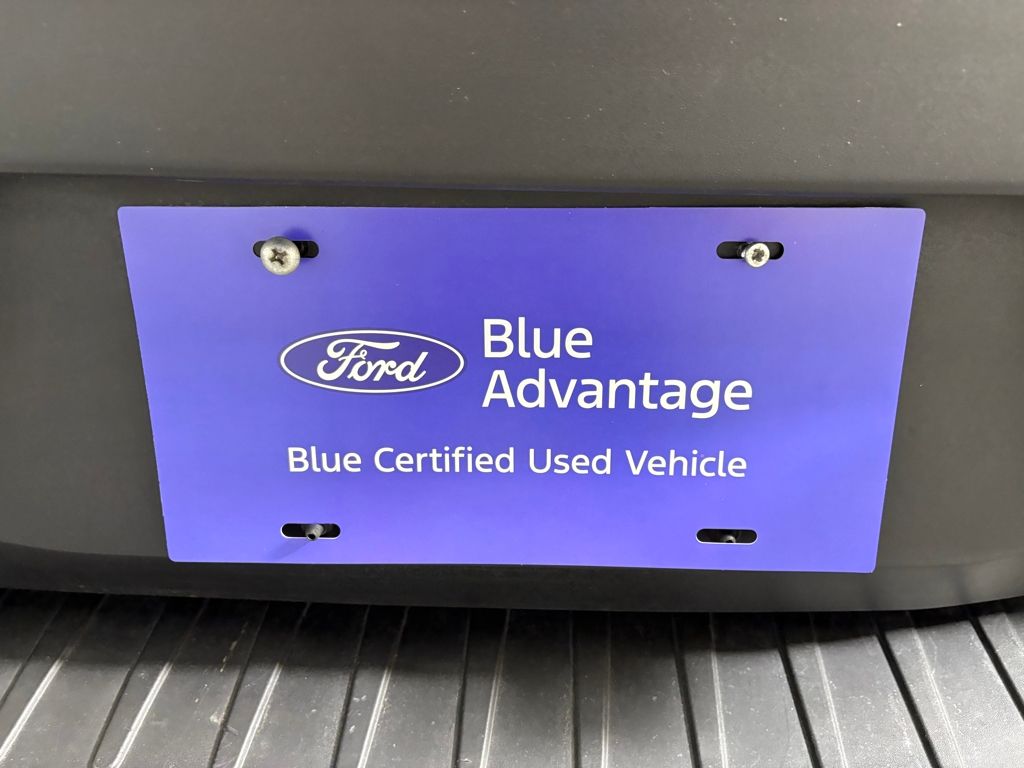 Ford
Blue
Advantage
Blue Certified Used Vehicle